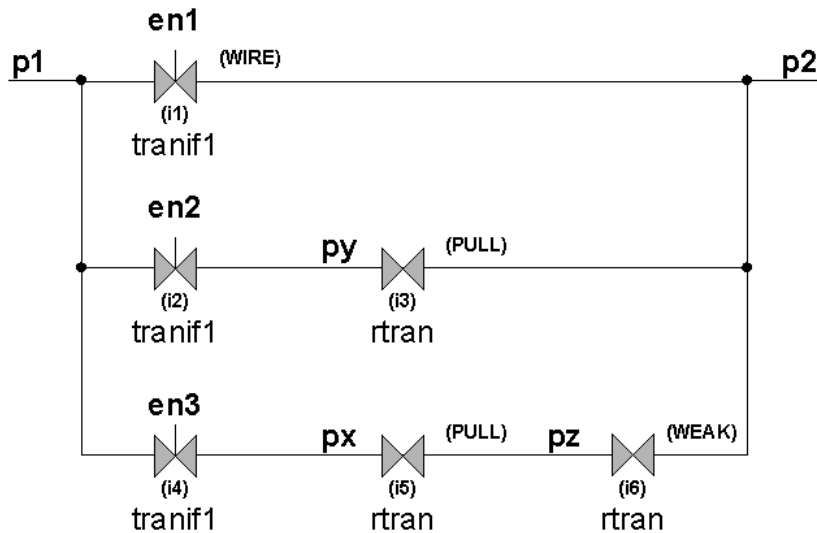 en1
p1 (WIRE) p2
(i1)
tranif1
en2
py (PULL)
(i2) (i3)
tranif1 rtran
en3
px (PULL) pz (WEAK)
(i4) (i5) (i6)
tranif1 rtran rtran